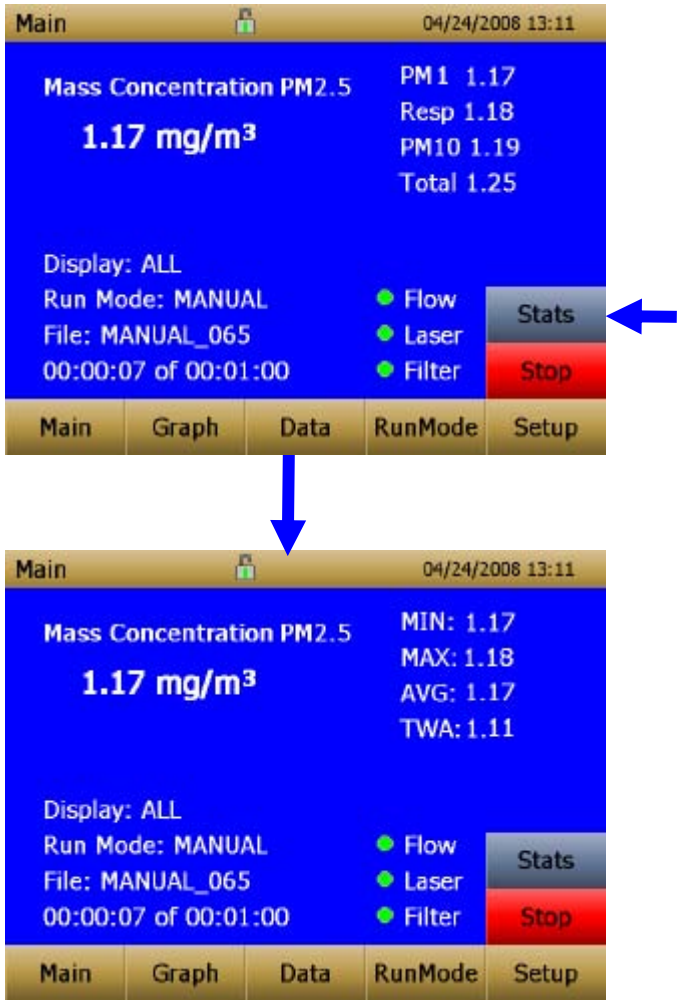 Main 04/24/2008 13:11
Mass Concentration PM2.5
1.17 mg/m³
PM1 1.17
Resp 1.18
PM10 1.19
Total 1.25
Display: ALL
Run Mode: MANUAL
File: MANUAL_065
00:00:07 of 00:01:00
Flow
Laser
Filter
Stats
Stop
Main Graph Data RunMode Setup
Main 04/24/2008 13:11
Mass Concentration PM2.5
1.17 mg/m³
MIN: 1.17
MAX: 1.18
AVG: 1.17
TWA: 1.11
Display: ALL
Run Mode: MANUAL
File: MANUAL_065
00:00:07 of 00:01:00
Flow
Laser
Filter
Stats
Stop
Main Graph Data RunMode Setup